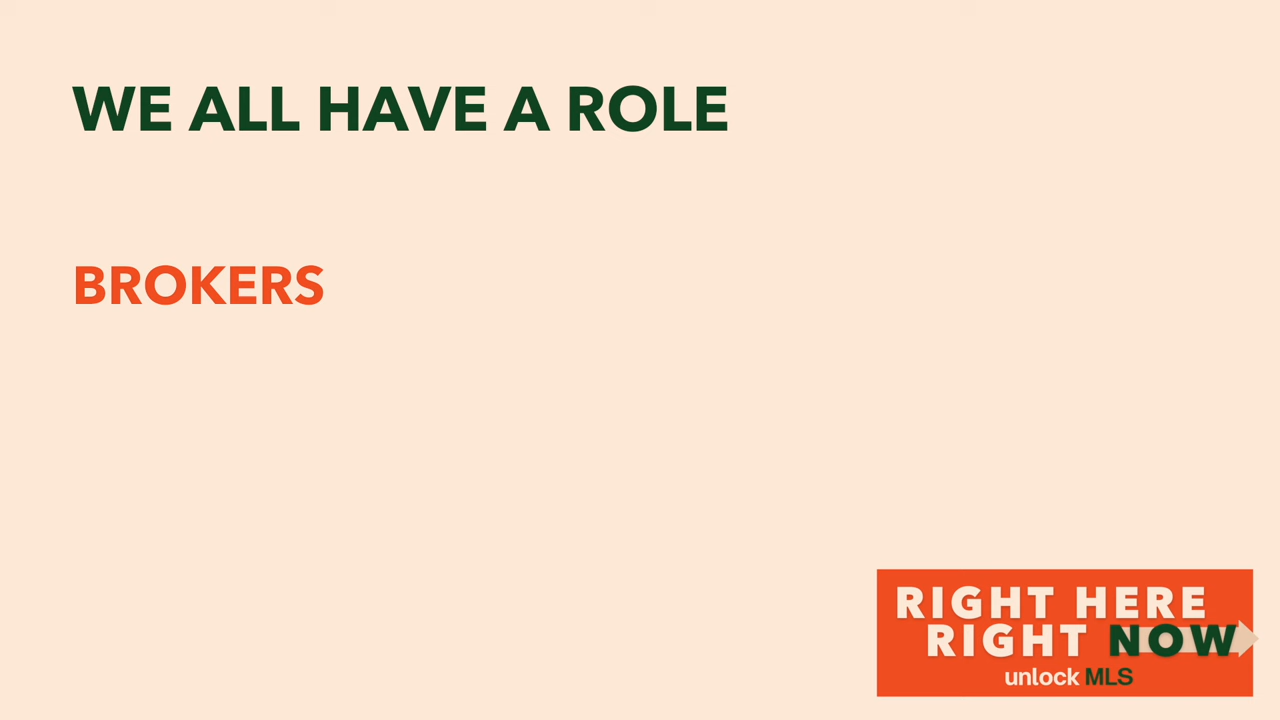 WE ALL HAVE A ROLE
BROKERS
RIGHT HERE
RIGHT NOW
unlock MLS